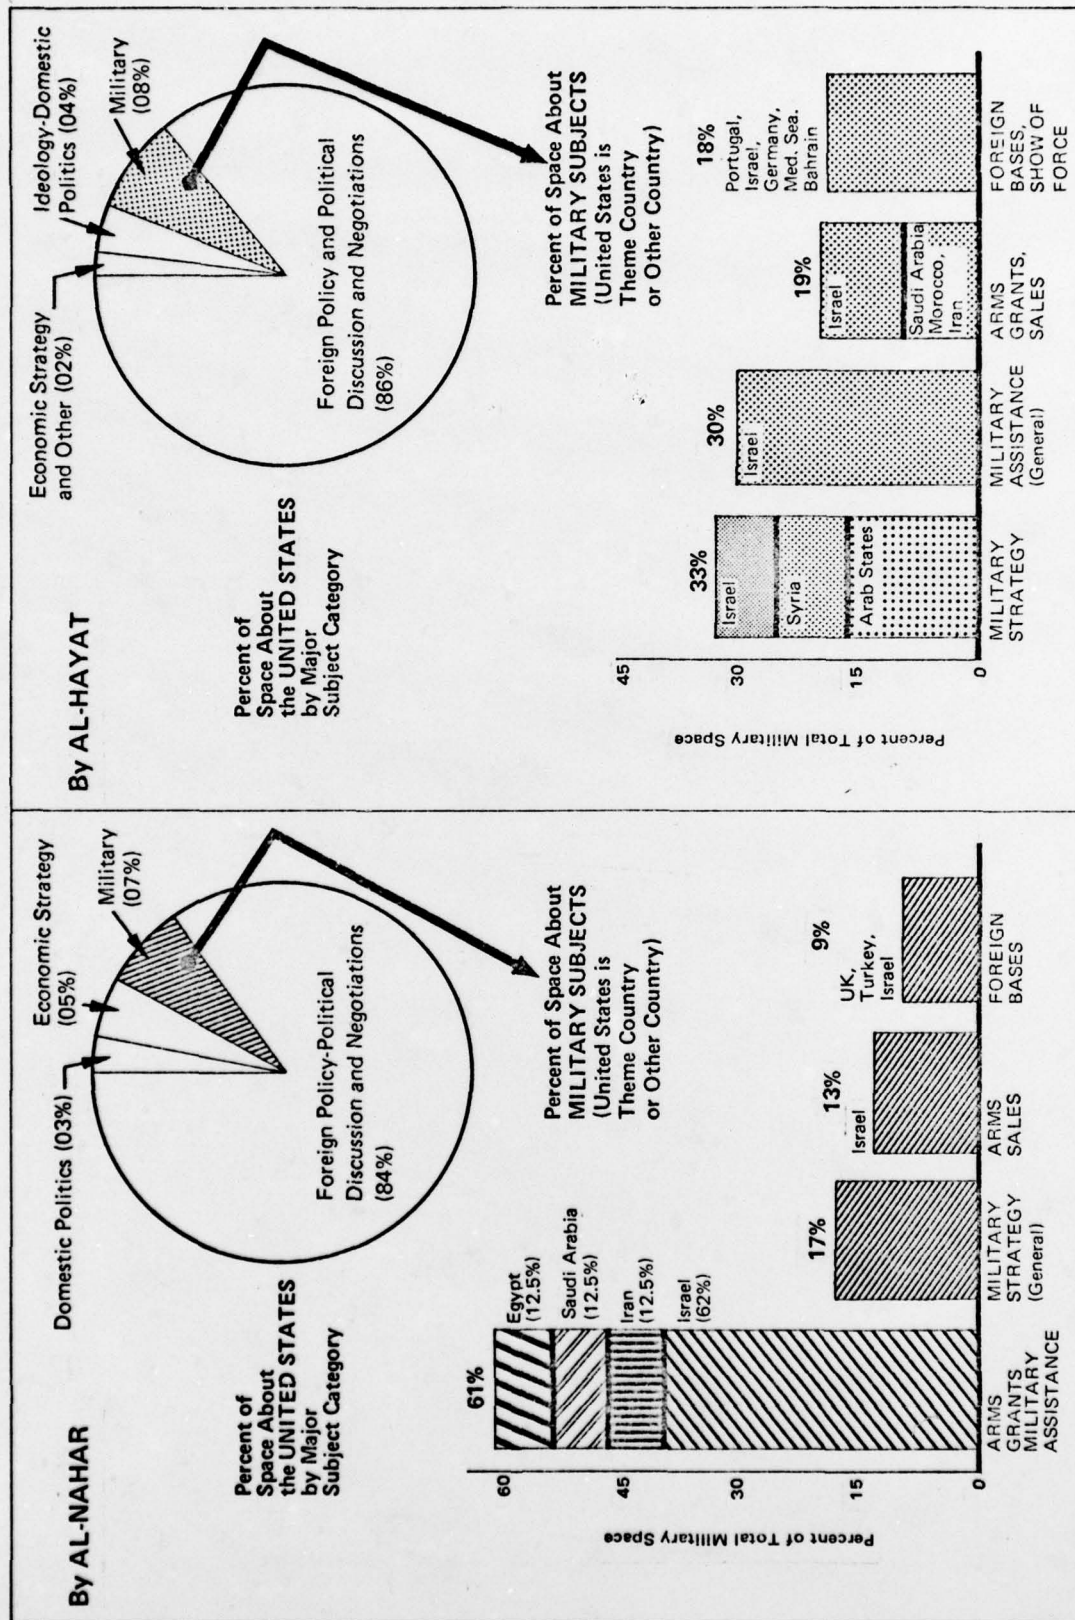 By AL-NAHAR
Percent of
Space About
the UNITED STATES
by Major
Subject Category
Domestic Politics (03%)
Economic Strategy
(05%)
Military
(07%)
Foreign Policy-Political
Discussion and Negotiations
(84%)
Percent of Space About
MILITARY SUBJECTS
(United States is
Theme Country
or Other Country)
Percent of Total Military Space
60
45
30
15
0
61%
Egypt
(12.5%)
Saudi Arabia
(12.5%)
Iran
(12.5%)
Israel
(62%)
ARMS
GRANTS
MILITARY
ASSISTANCE
17%
MILITARY
STRATEGY
(General)
13%
Israel
ARMS
SALES
9%
UK,
Turkey,
Israel
FOREIGN
BASES
By AL-HAYAT
Percent of
Space About
the UNITED STATES
by Major
Subject Category
Economic Strategy
and Other (02%)
Ideology-Domestic
Politics (04%)
Military
(08%)
Foreign Policy and Political
Discussion and Negotiations
(86%)
Percent of Space About
MILITARY SUBJECTS
(United States is
Theme Country
or Other Country)
Percent of Total Military Space
45
30
15
0
33%
Israel
Syria
Arab States
MILITARY
STRATEGY
30%
Israel
MILITARY
ASSISTANCE
(General)
19%
Israel
Saudi Arabia
Morocco,
Iran
ARMS
GRANTS,
SALES
18%
Portugal,
Israel,
Germany,
Med. Sea.
Bahrain
FOREIGN
BASES,
SHOW OF
FORCE